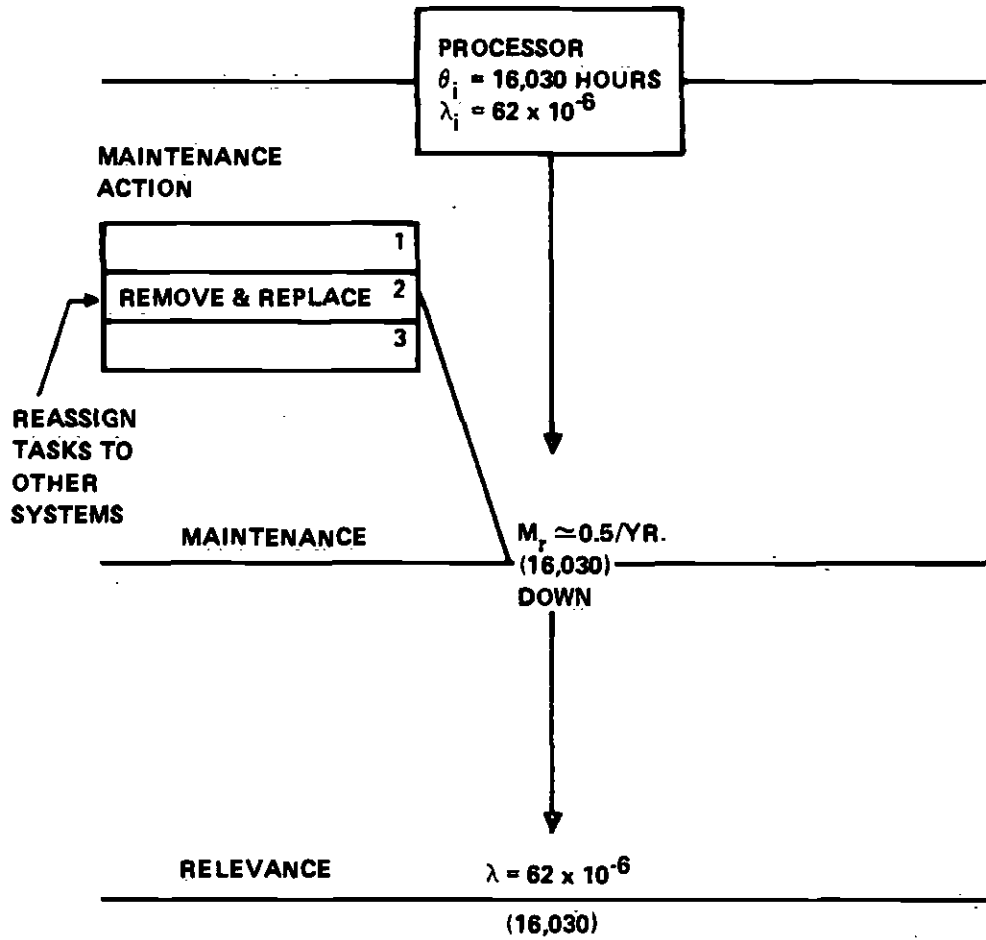 PROCESSOR
θi = 16,030 HOURS
λi = 62 x 10^-6
MAINTENANCE
ACTION
1
REMOVE & REPLACE 2
3
REASSIGN
TASKS TO
OTHER
SYSTEMS
MAINTENANCE
Mr ≃ 0.5/YR.
(16,030)
DOWN
RELEVANCE
λ = 62 x 10^-6
(16,030)